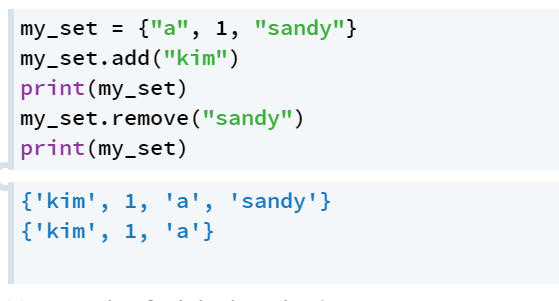 my_set = {"a", 1, "sandy"}
my_set.add("kim")
print(my_set)
my_set.remove("sandy")
print(my_set)
{'kim', 1, 'a', 'sandy'}
{'kim', 1, 'a'}